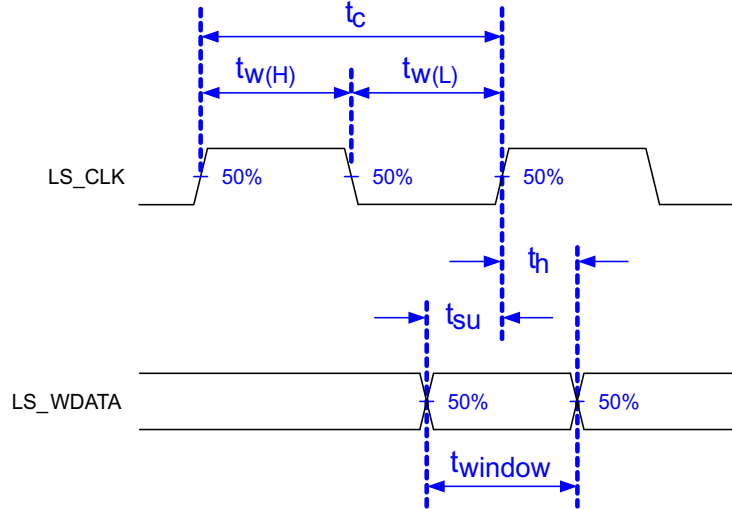 tc
tw(H) tw(L)
LS_CLK 50% 50% 50%
th
tsu
LS_WDATA 50% 50%
twindow